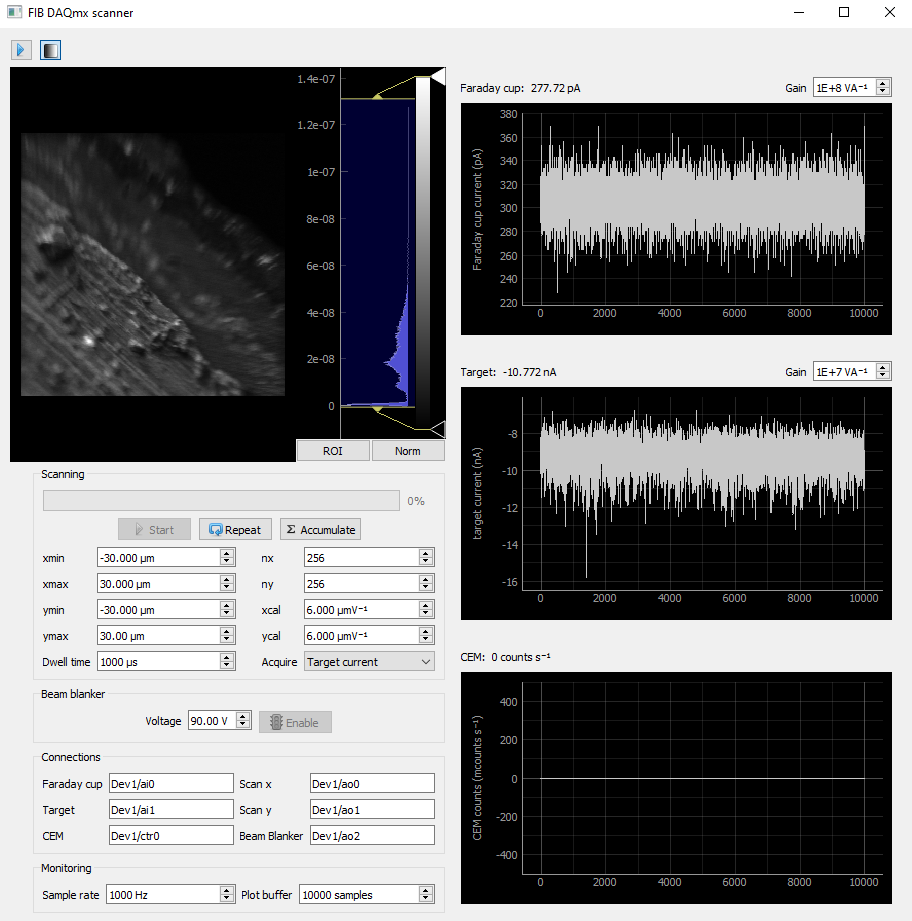 FIB DAQmx scanner
1.4e-07
1.2e-07
1e-07
8e-08
6e-08
4e-08
2e-08
0
ROI Norm
Scanning
0%
Start Repeat Σ Accumulate
xmin -30.000 µm nx 256
xmax 30.000 µm ny 256
ymin -30.000 µm xcal 6.000 µmV⁻¹
ymax 30.00 µm ycal 6.000 µmV⁻¹
Dwell time 1000 µs Acquire Target current
Beam blanker
Voltage 90.00 V Enable
Connections
Faraday cup Dev1/ai0 Scan x Dev1/ao0
Target Dev1/ai1 Scan y Dev1/ao1
CEM Dev1/ctr0 Beam Blanker Dev1/ao2
Monitoring
Sample rate 1000 Hz Plot buffer 10000 samples
Faraday cup: 277.72 pA Gain 1E+8 VA⁻¹
Faraday cup current (pA)
380
360
340
320
300
280
260
240
220
0 2000 4000 6000 8000 10000
Target: -10.772 nA Gain 1E+7 VA⁻¹
target current (nA)
-8
-10
-12
-14
-16
0 2000 4000 6000 8000 10000
CEM: 0 counts s⁻¹
CEM counts (mcounts s⁻¹)
400
200
0
-200
-400
0 2000 4000 6000 8000 10000